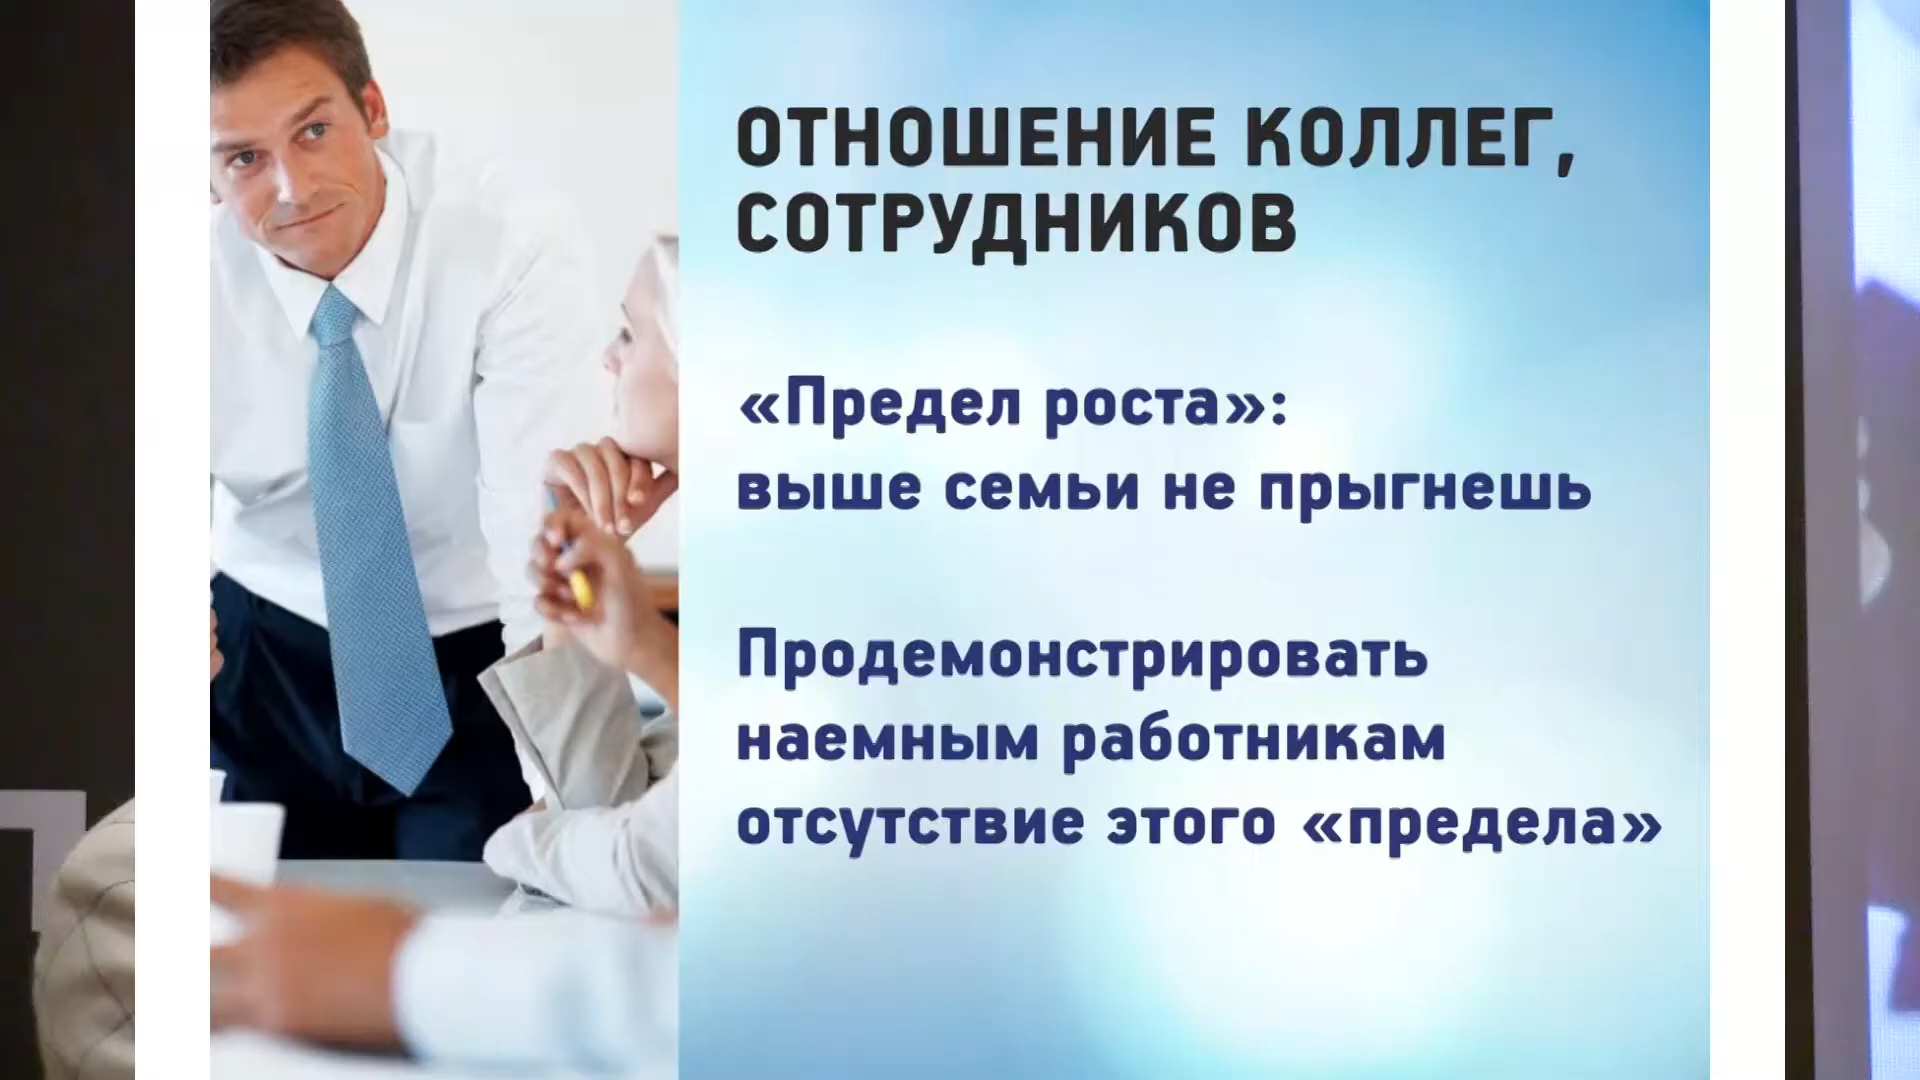 ОТНОШЕНИЕ КОЛЛЕГ,
СОТРУДНИКОВ
«Предел роста»:
выше семьи не прыгнешь
Продемонстрировать
наемным работникам
отсутствие этого «предела»